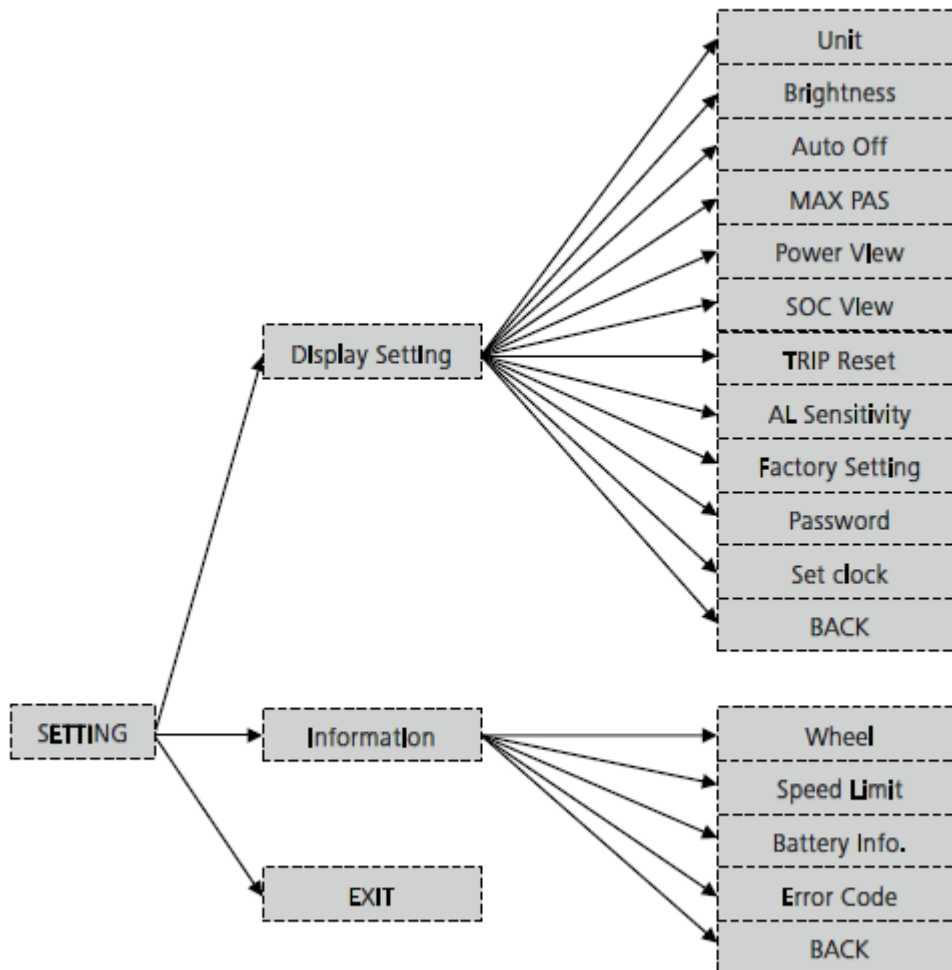 Unit
Brightness
Auto Off
MAX PAS
Power View
SOC View
Display Setting
TRIP Reset
AL Sensitivity
Factory Setting
Password
Set clock
BACK
SETTING
Information
Wheel
Speed Limit
Battery Info.
EXIT
Error Code
BACK